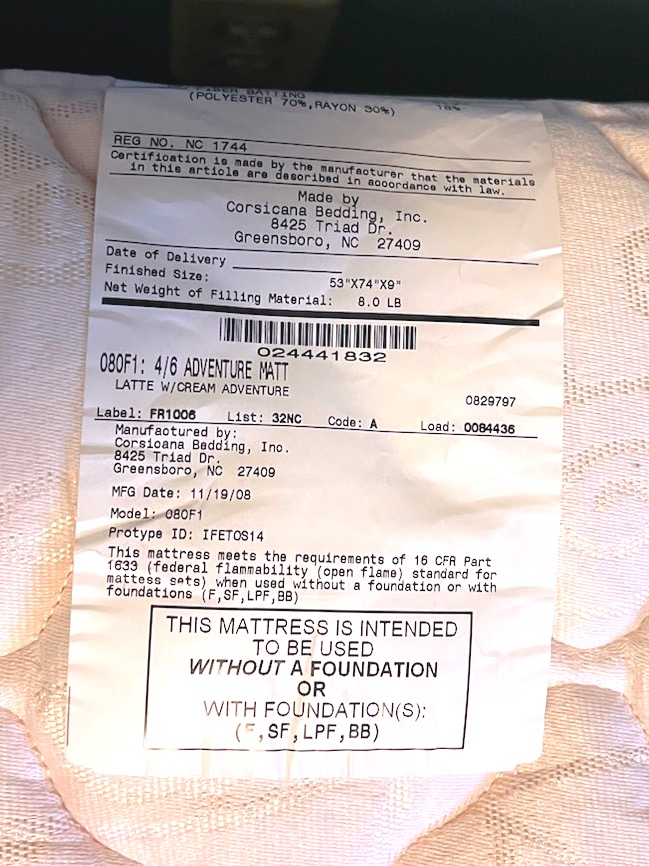 FIBER BATTING
(POLYESTER 70%,RAYON 30%) 18%
REG NO. NC 1744
Certification is made by the manufacturer that the materials
in this article are desoribed in aooordance with law.
Made by
Corsicana Bedding, Inc.
8425 Triad Dr.
Greensboro, NC 27409
Date of Delivery
Finished Size: 53"X74"X9"
Net Weight of Filling Material: 8.0 LB
024441832
080F1: 4/6 ADVENTURE MATT
LATTE W/CREAM ADVENTURE
0829797
Label: FR1006 List: 32NC Code: A Load: 0084436
Manufactured by:
Corsicana Bedding, Inc.
8425 Triad Dr.
Greensboro, NC 27409
MFG Date: 11/19/08
Model: 080F1
Protype ID: IFETOS14
This mattress meets the requirements of 16 CFR Part
1633 (federal flammability (open flame) standard for
mattess sets) when used without a foundation or with
foundations (F,SF,LPF,BB)
THIS MATTRESS IS INTENDED
TO BE USED
WITHOUT A FOUNDATION
OR
WITH FOUNDATION(S):
(F,SF,LPF,BB)